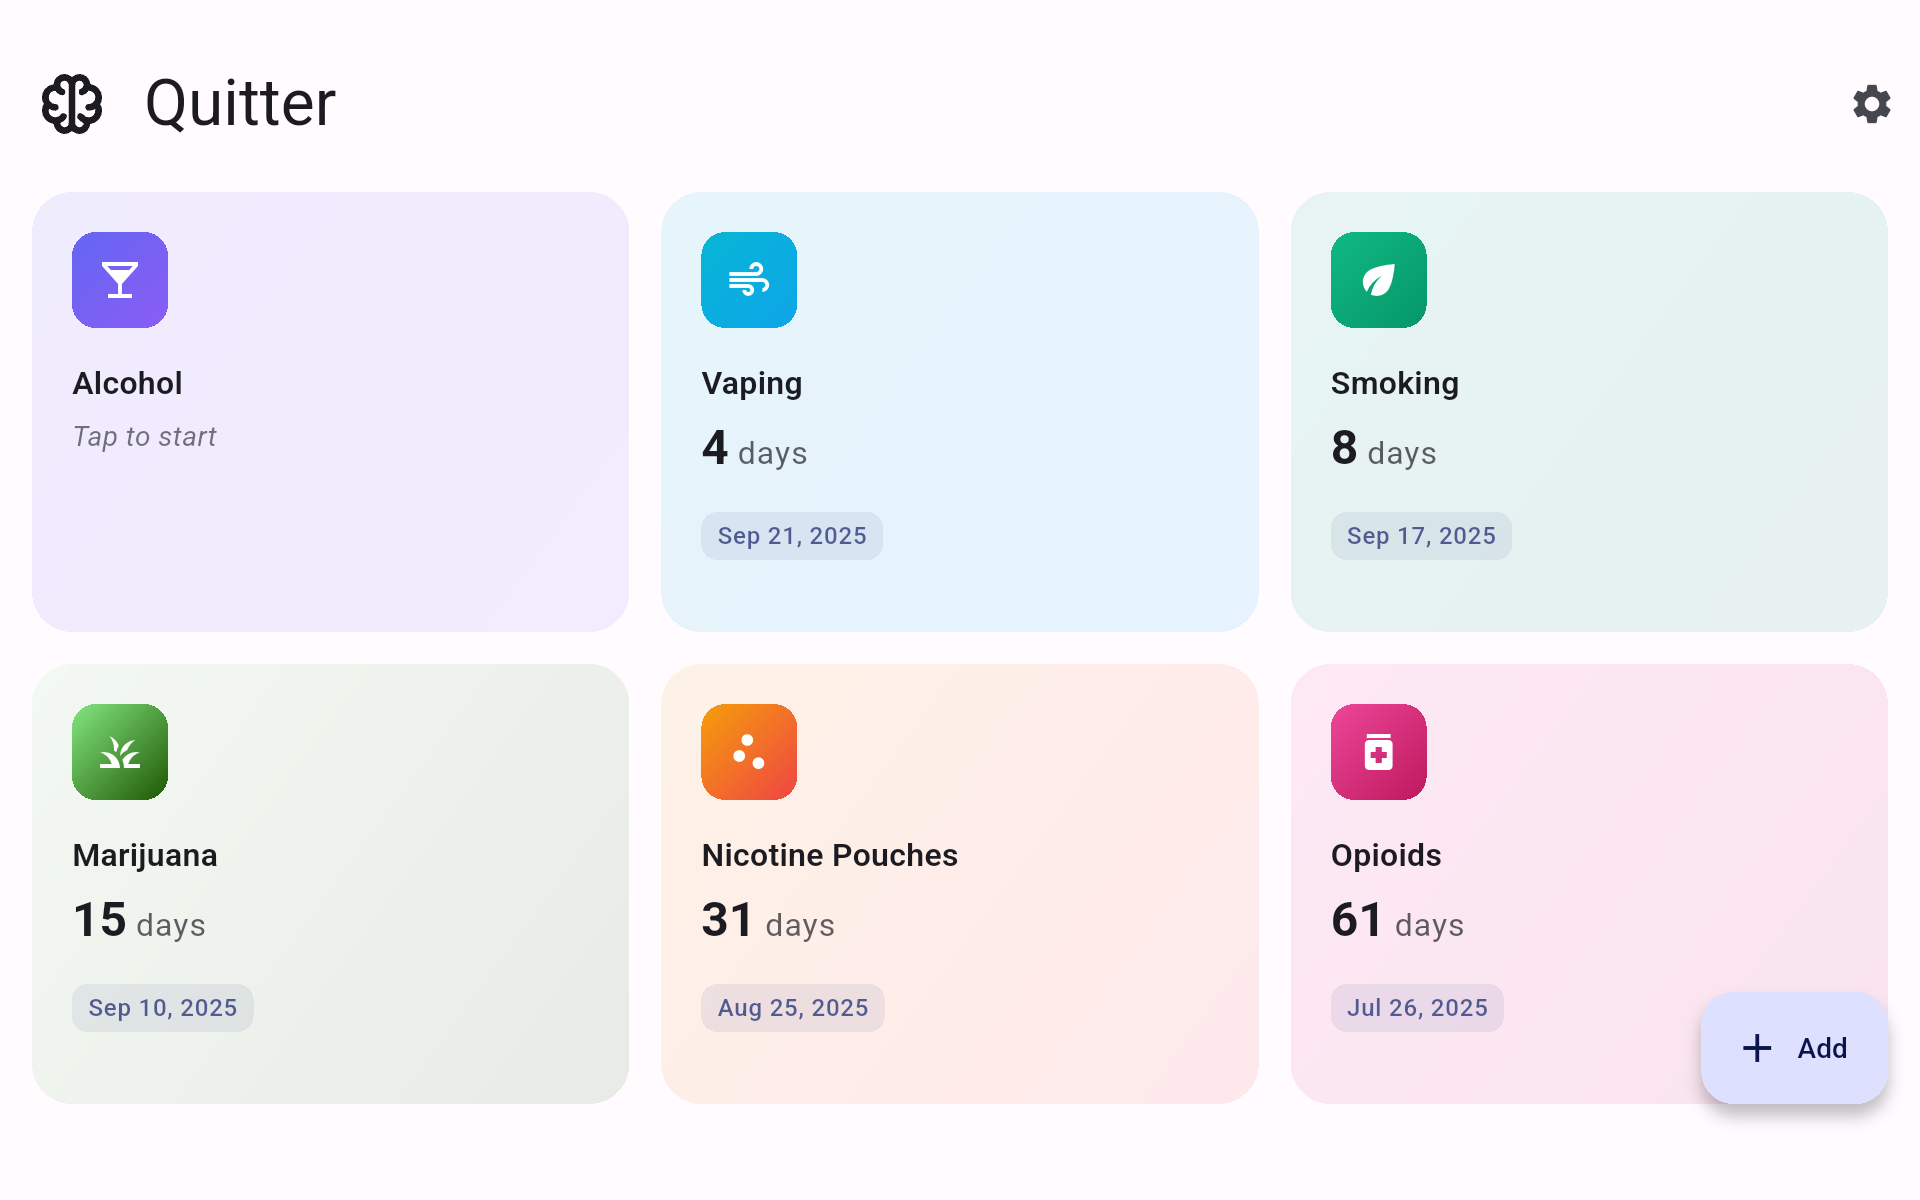 Quitter
Alcohol
Tap to start
Vaping
4 days
Sep 21, 2025
Smoking
8 days
Sep 17, 2025
Marijuana
15 days
Sep 10, 2025
Nicotine Pouches
31 days
Aug 25, 2025
Opioids
61 days
Jul 26, 2025
Add